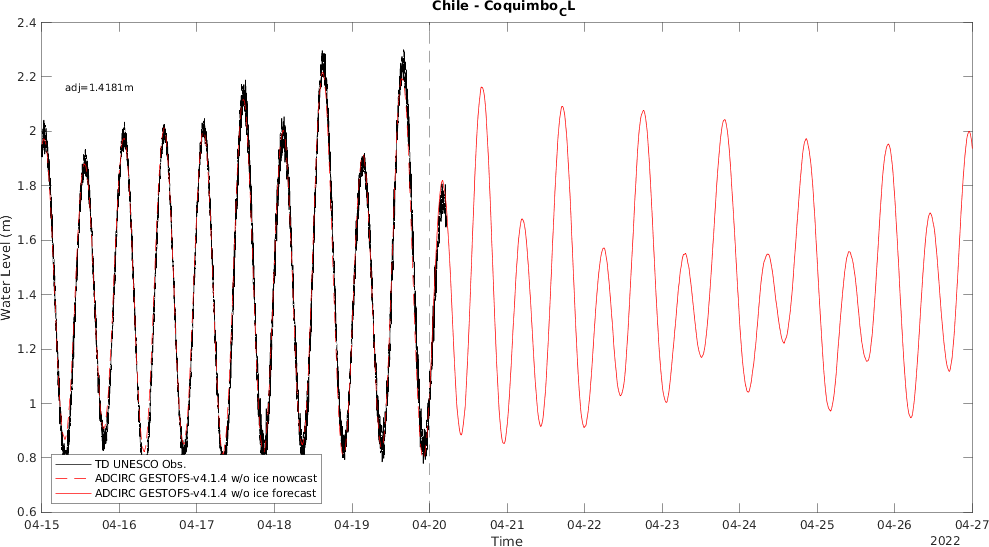 Chile - Coquimbo_CL
adj=1.4181m
Water Level (m)
2.4
2.2
2
1.8
1.6
1.4
1.2
1
0.8
0.6
TD UNESCO Obs.
ADCIRC GESTOFS-v4.1.4 w/o ice nowcast
ADCIRC GESTOFS-v4.1.4 w/o ice forecast
04-15 04-16 04-17 04-18 04-19 04-20 04-21 04-22 04-23 04-24 04-25 04-26 04-27
Time
2022